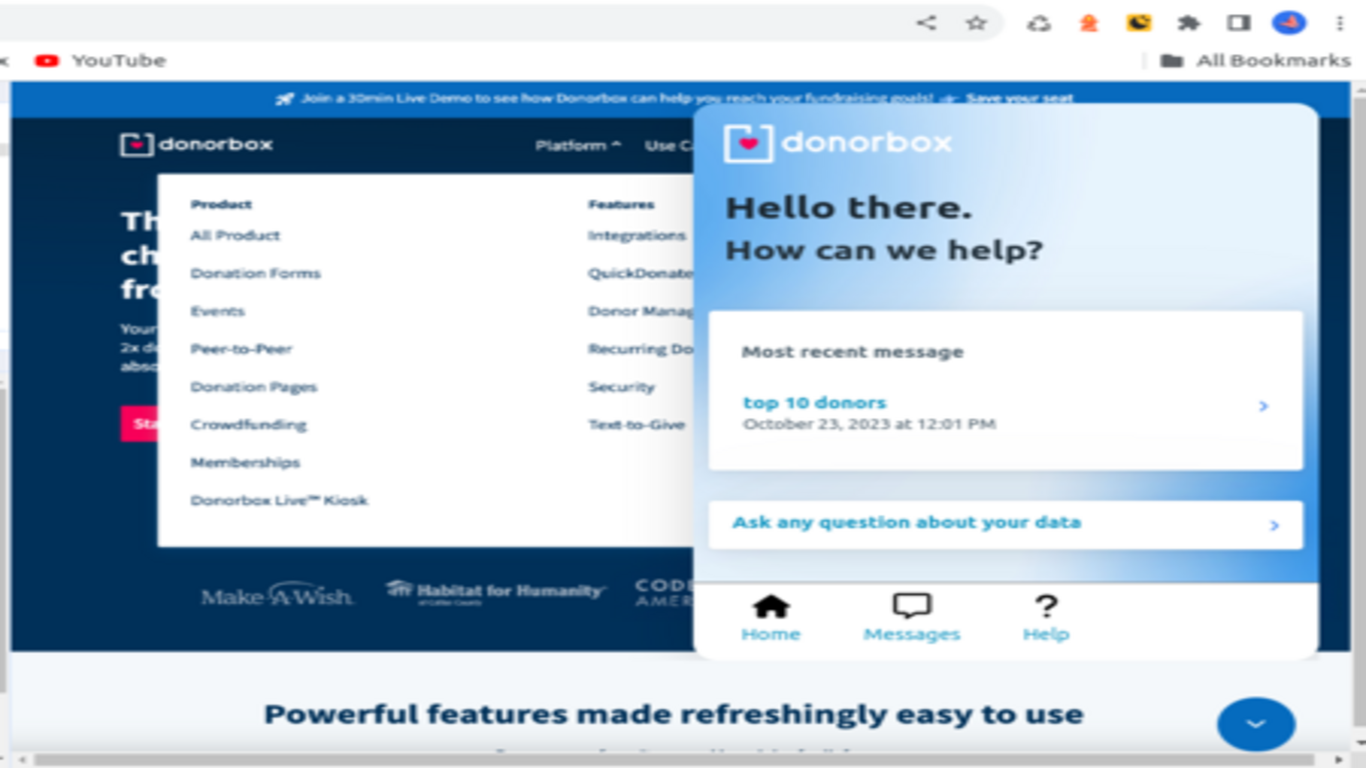 YouTube
All Bookmarks
Join a 30min Live Demo to see how Donorbox can help you reach your fundraising goals! Save your seat
donorbox
Platform
Use C
Th
ch
fro
Your
2x d
abso
Sta
Product
All Product
Donation Forms
Events
Peer-to-Peer
Donation Pages
Crowdfunding
Memberships
Donorbox Live™ Kiosk
Features
Integrations
QuickDonate
Donor Manag
Recurring Do
Security
Text-to-Give
donorbox
Hello there.
How can we help?
Most recent message
top 10 donors
October 23, 2023 at 12:01 PM
Ask any question about your data
Home
Messages
? 
Help
Make-A-Wish.
Habitat for Humanity
CODE
AMER
Powerful features made refreshingly easy to use